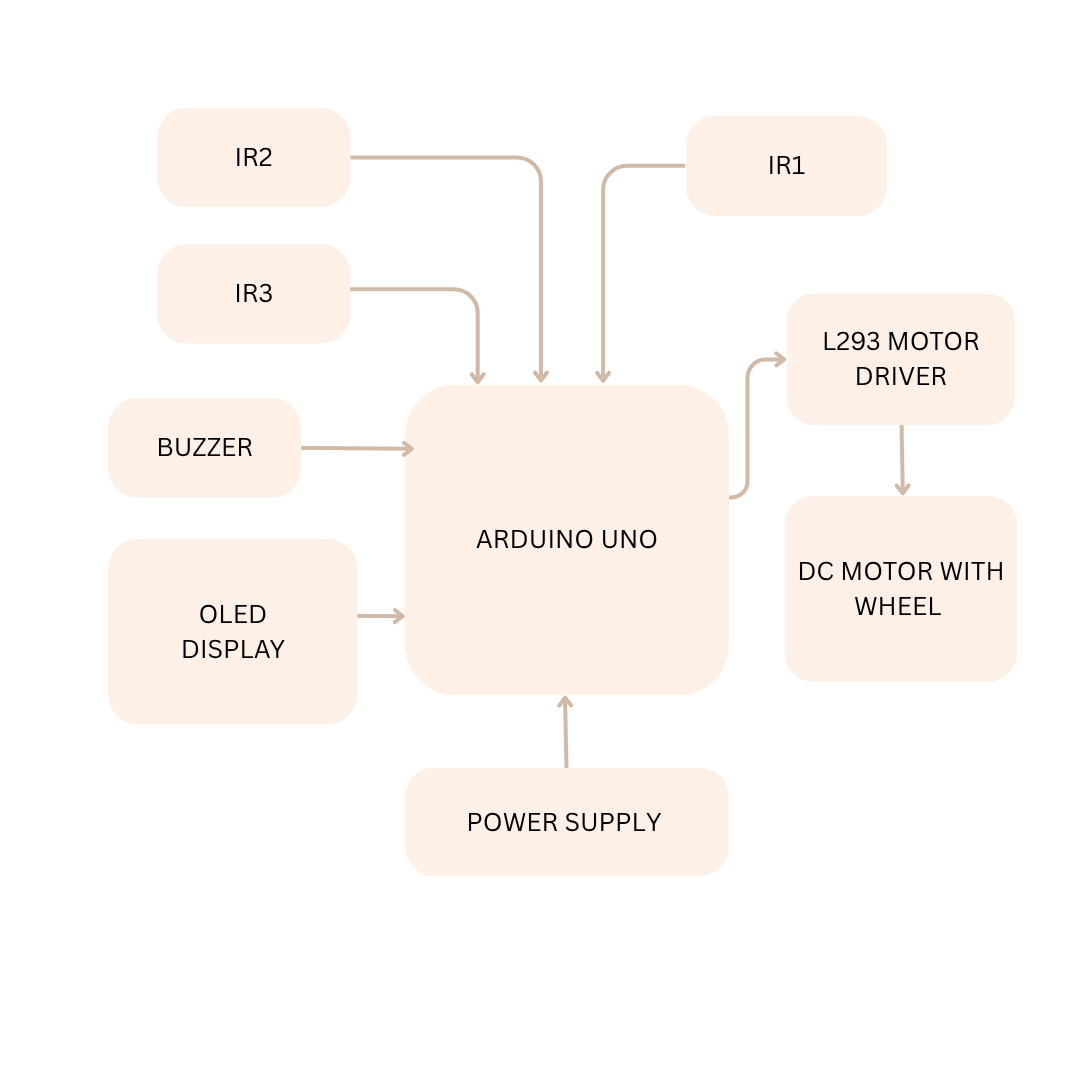 IR2
IR1
IR3
L293 MOTOR
DRIVER
BUZZER
ARDUINO UNO
DC MOTOR WITH
WHEEL
OLED
DISPLAY
POWER SUPPLY